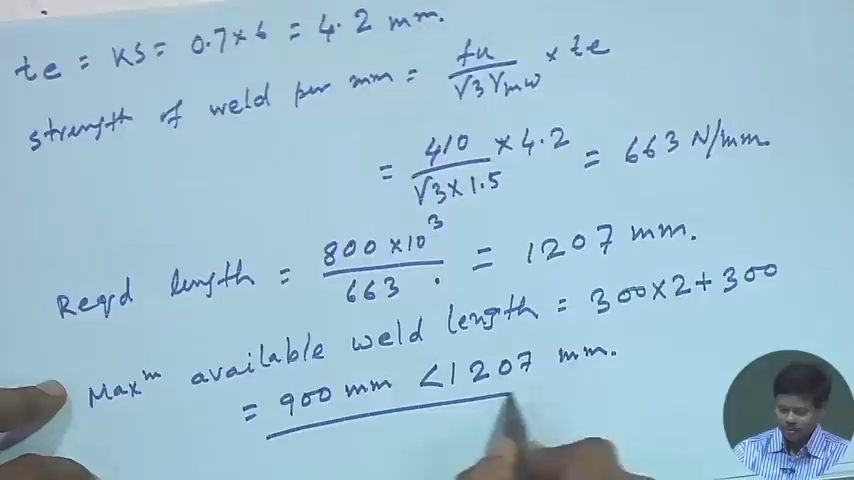 te = KS = 0.7×6 = 4.2 mm.
strength of weld per mm = fu/√3γmw × te
= 410/√3×1.5 × 4.2 = 663 N/mm.
Reqd length = 800×10³/663 = 1207 mm.
Maxᵐ available weld length = 300×2+300
= 900 mm < 1207 mm.